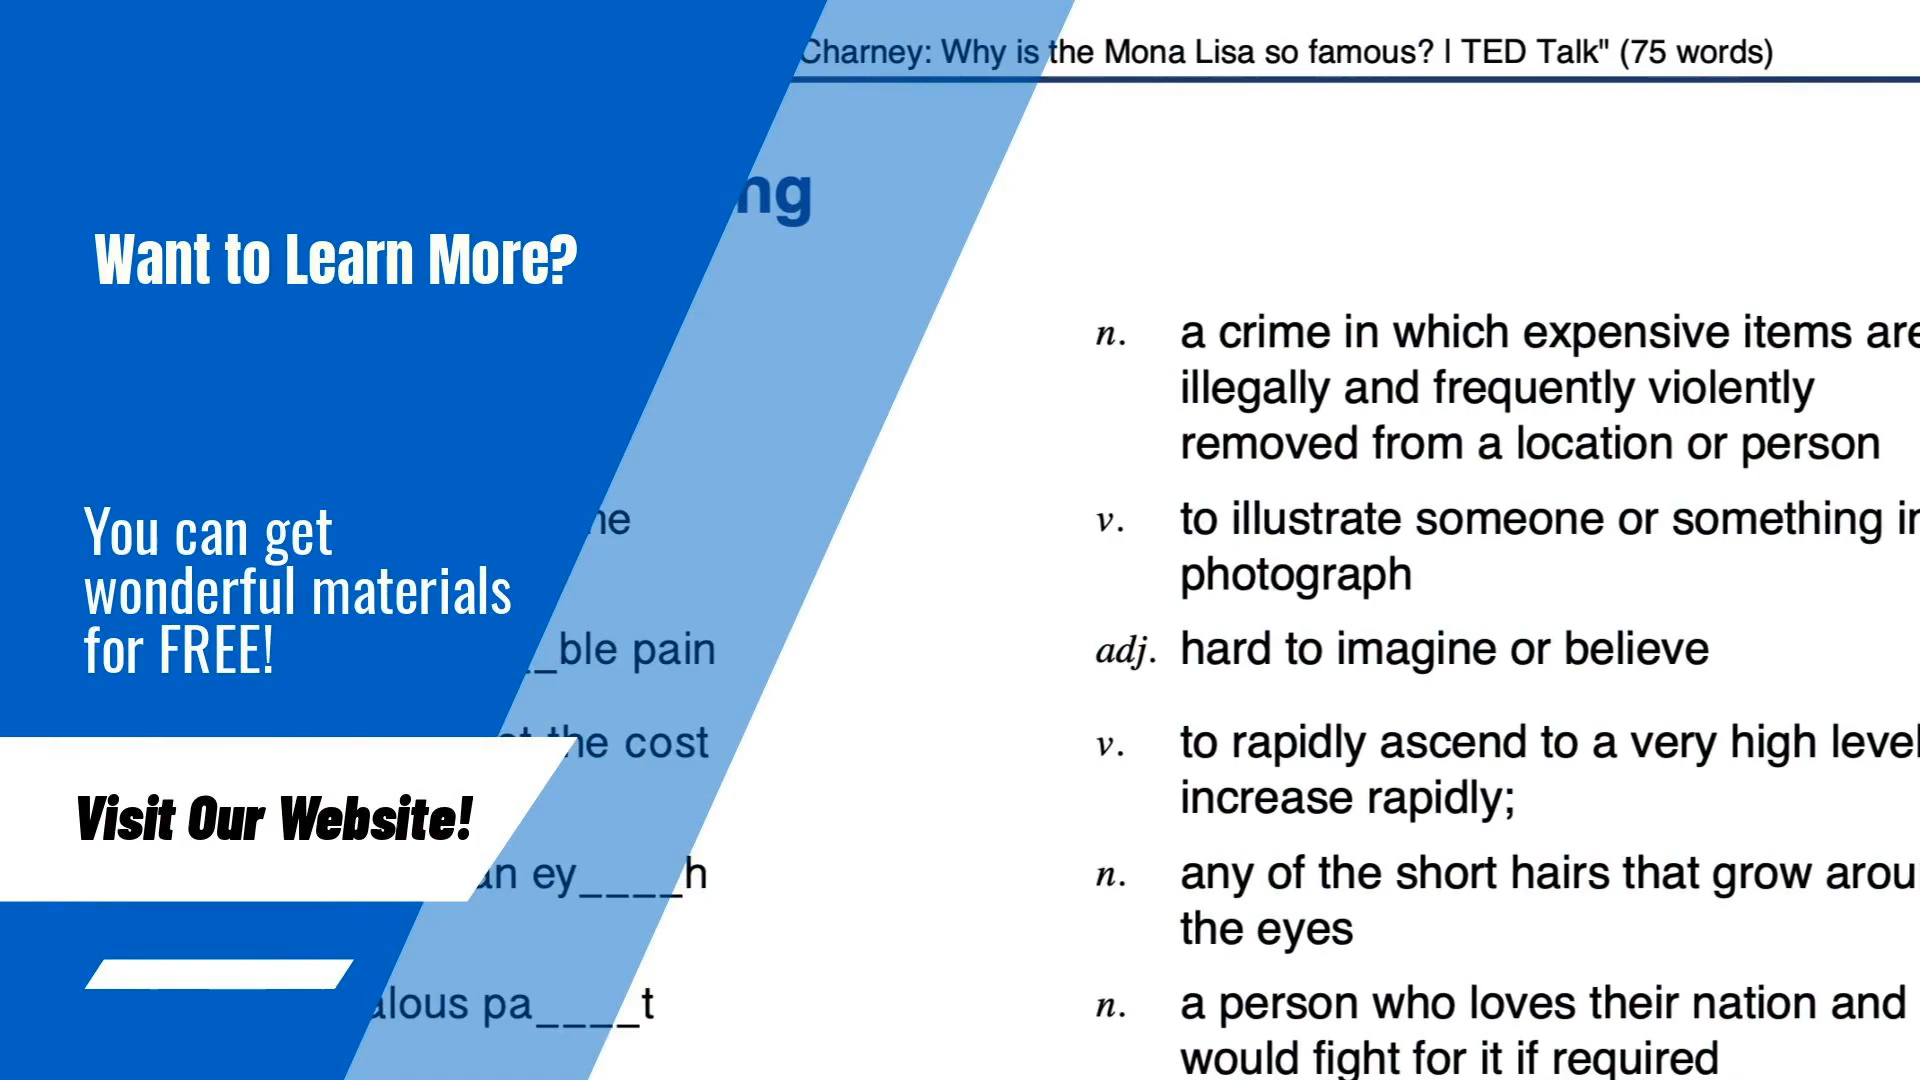 Charney: Why is the Mona Lisa so famous? | TED Talk" (75 words)
ng
Want to Learn More?
You can get
wonderful materials
for FREE!
Visit Our Website!
n. a crime in which expensive items are
illegally and frequently violently
removed from a location or person
ne
v. to illustrate someone or something in
photograph
_ble pain
adj. hard to imagine or believe
the cost
v. to rapidly ascend to a very high level
increase rapidly;
an ey____h
n. any of the short hairs that grow arou
the eyes
alous pa____t
n. a person who loves their nation and
would fight for it if required